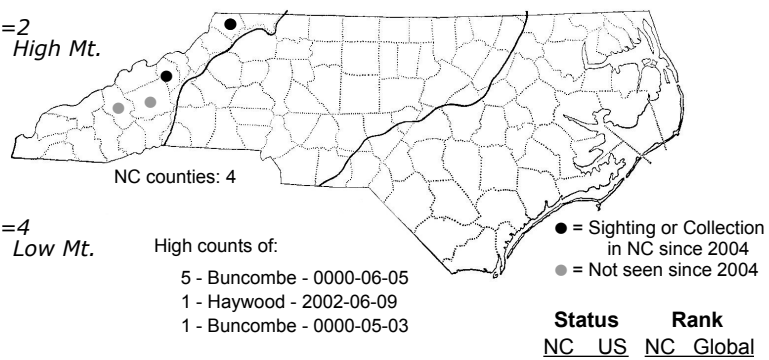 =2
High Mt.
NC counties: 4
=4
Low Mt.
High counts of:
5 - Buncombe - 0000-06-05
1 - Haywood - 2002-06-09
1 - Buncombe - 0000-05-03
● = Sighting or Collection
in NC since 2004
● = Not seen since 2004
Status Rank
NC US NC Global